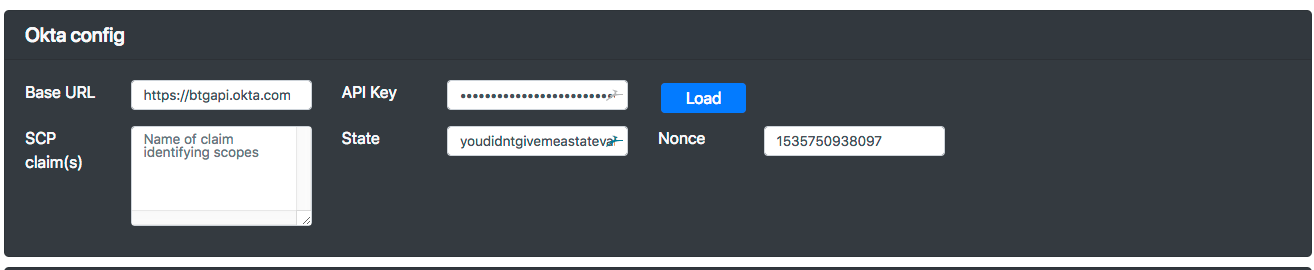 Okta config
Base URL https://btgapi.okta.com API Key •••••••••••••••••••••••••• Load
SCP claim(s) Name of claim identifying scopes State youdidntgivemeastateva Nonce 1535750938097